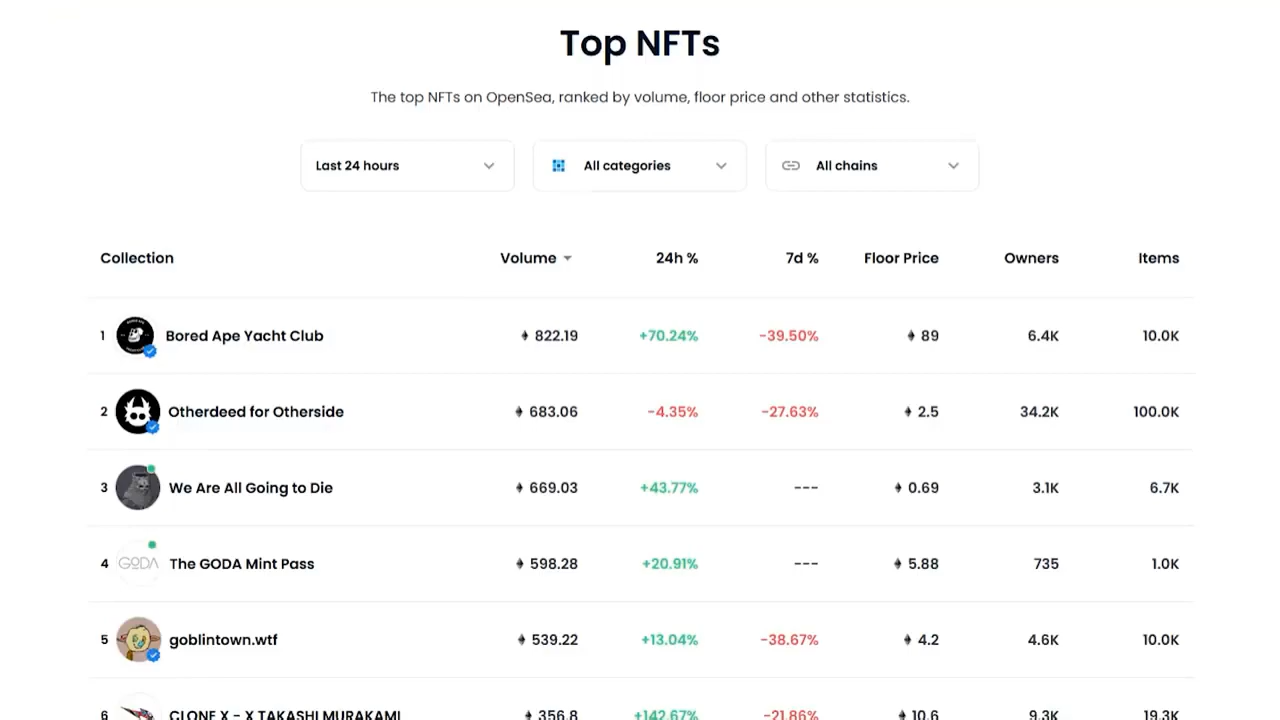 Top NFTs
The top NFTs on OpenSea, ranked by volume, floor price and other statistics.
Last 24 hours All categories All chains
Collection Volume 24h % 7d % Floor Price Owners Items
1 Bored Ape Yacht Club 822.19 +70.24% -39.50% 89 6.4K 10.0K
2 Otherdeed for Otherside 683.06 -4.35% -27.63% 2.5 34.2K 100.0K
3 We Are All Going to Die 669.03 +43.77% --- 0.69 3.1K 6.7K
4 GODA The GODA Mint Pass 598.28 +20.91% --- 5.88 735 1.0K
5 goblintown.wtf 539.22 +13.04% -38.67% 4.2 4.6K 10.0K
6 CLONE X - X TAKASHI MURAKAMI 356.8 +142.67% -21.86% 10.6 9.3K 19.3K